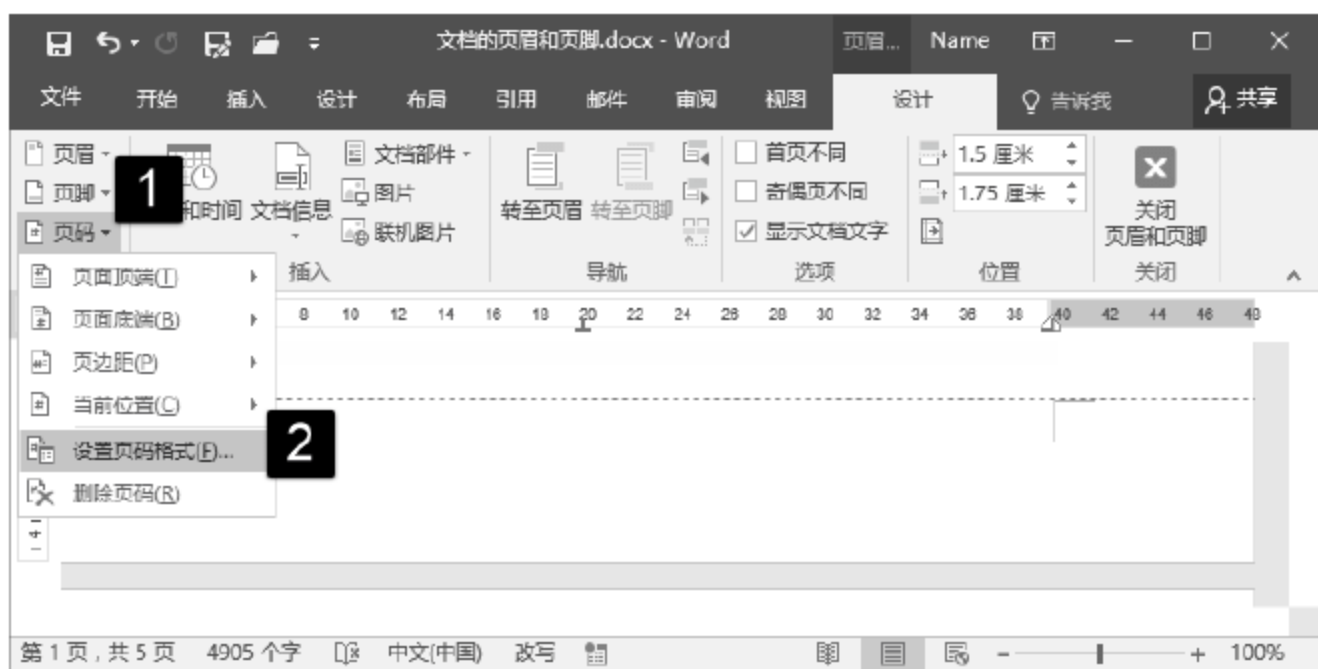 文档的页眉和页脚.docx - Word 页眉... Name
文件 开始 插入 设计 布局 引用 邮件 审阅 视图 设计 告诉我 共享
页眉 文档部件 首页不同 1.5 厘米
页脚 1 和时间 文档信息 图片 转至页眉 转至页脚 奇偶页不同 1.75 厘米 关闭
页码 联机图片 显示文档文字 页眉和页脚
插入 导航 选项 位置 关闭
页面顶端(T)
8 10 12 14 16 18 20 22 24 26 28 30 32 34 36 38 40 42 44 46 48
页面底端(B)
页边距(P)
当前位置(C)
设置页码格式(F)... 2
删除页码(R)
第 1 页，共 5 页 4905 个字 中文(中国) 改写 100%